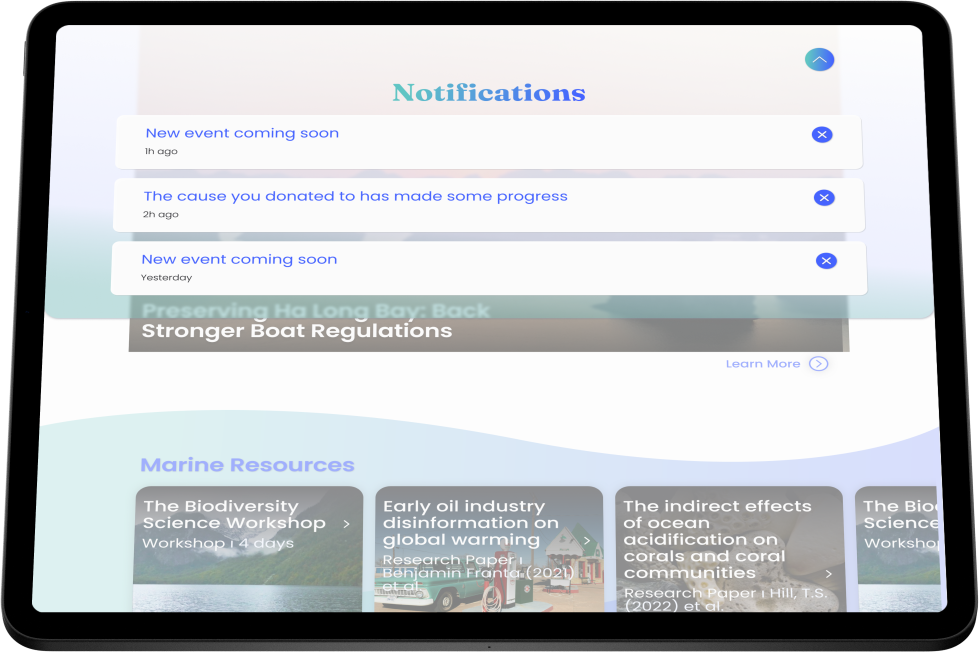 Notifications
New event coming soon
1h ago
The cause you donated to has made some progress
2h ago
New event coming soon
Yesterday
Preserving Ha Long Bay: Back
Stronger Boat Regulations
Learn More
Marine Resources
The Biodiversity
Science Workshop
Workshop | 4 days
Early oil industry
disinformation on
global warming
Research Paper |
Benjamin Franta (2021)
et al.
The indirect effects
of ocean
acidification on
corals and coral
communities
Research Paper | Hill, T.S.
(2022) et al.
The Bio
Science
Workshop